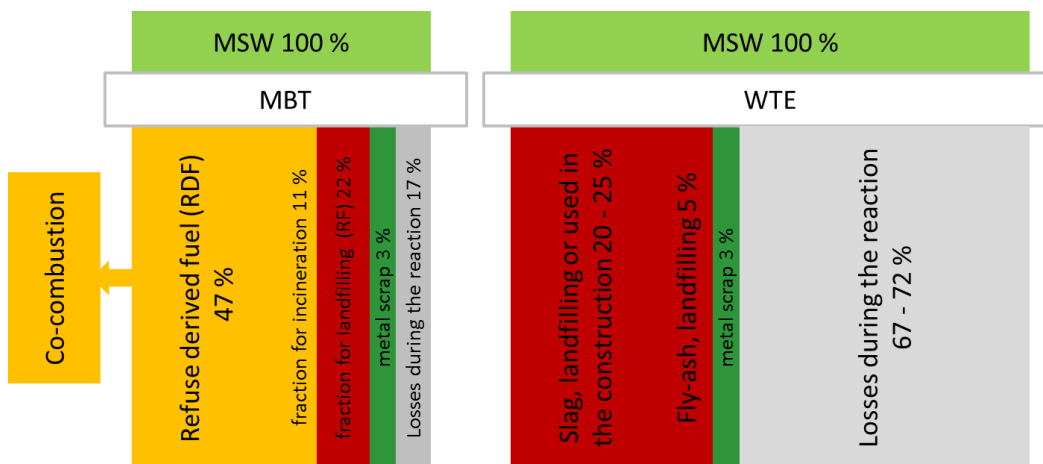 MSW 100 %
MBT
Co-combustion
Refuse derived fuel (RDF)
47 %
fraction for incineration 11 %
fraction for landfilling (RF) 22 %
metal scrap 3 %
Losses during the reaction 17 %
MSW 100 %
WTE
Slag, landfilling or used in
the construction 20 - 25 %
Fly-ash, landfilling 5 %
metal scrap 3 %
Losses during the reaction
67 - 72 %